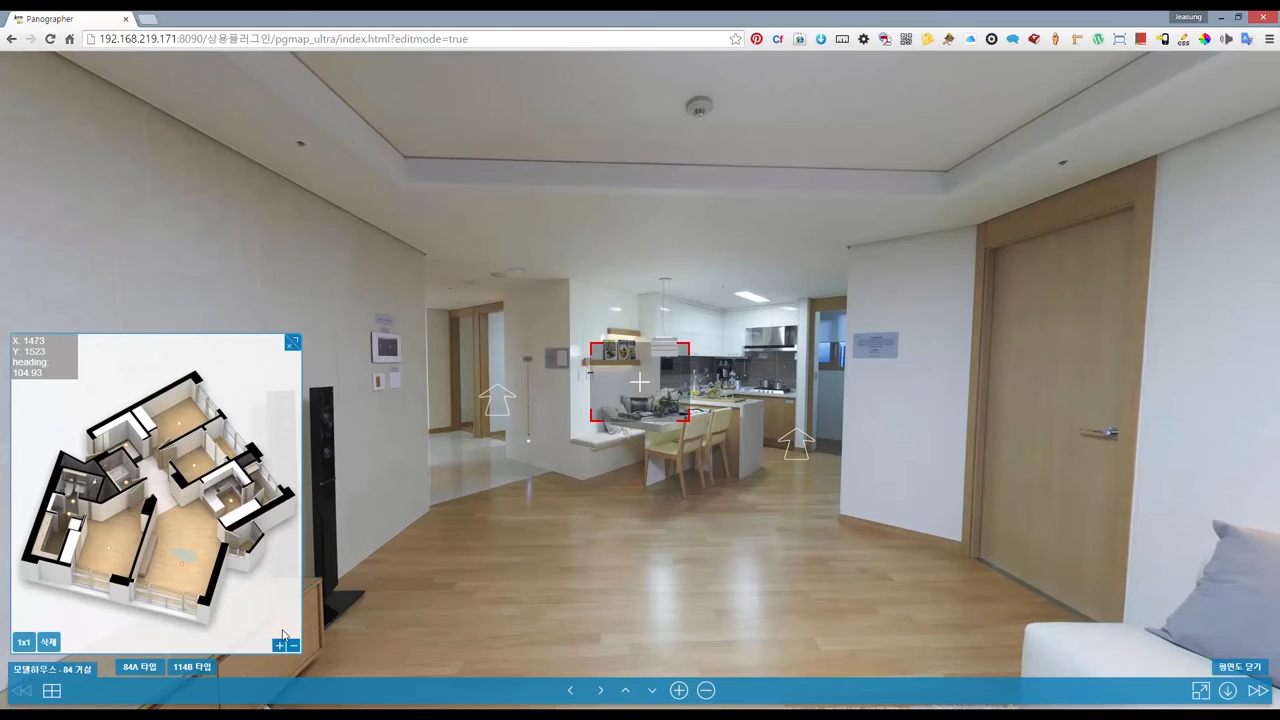 Panographer
Jeasung
192.168.219.171:8090/상용플러그인/pgmap_ultra/index.html?editmode=true
X: 1473
Y: 1523
heading:
104.93
1x1 삭제
모델하우스 - 84 거실 84A 타입 114B 타입 평면도 닫기